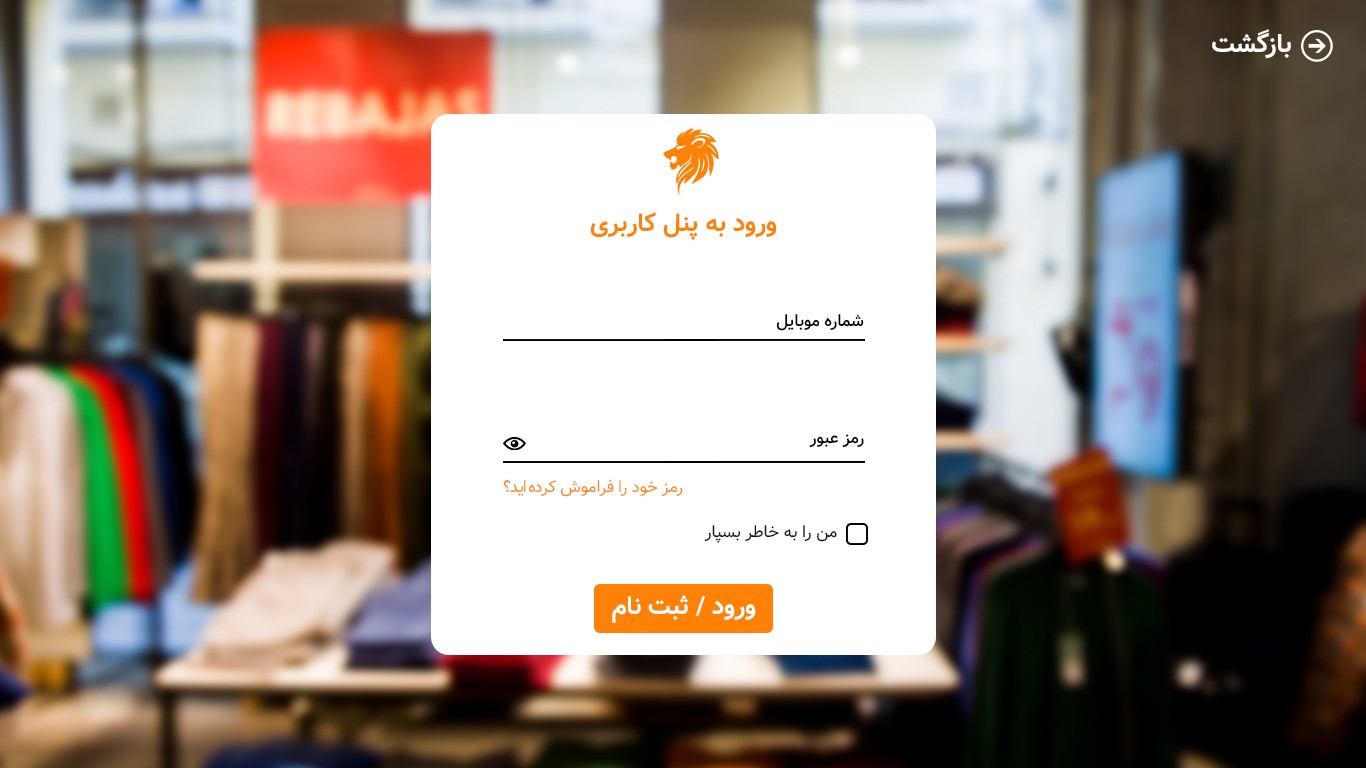 بازگشت
REBAJAS
ورود به پنل کاربری
شماره موبایل
رمز عبور
رمز خود را فراموش کرده‌اید؟
من را به خاطر بسپار
ورود / ثبت نام